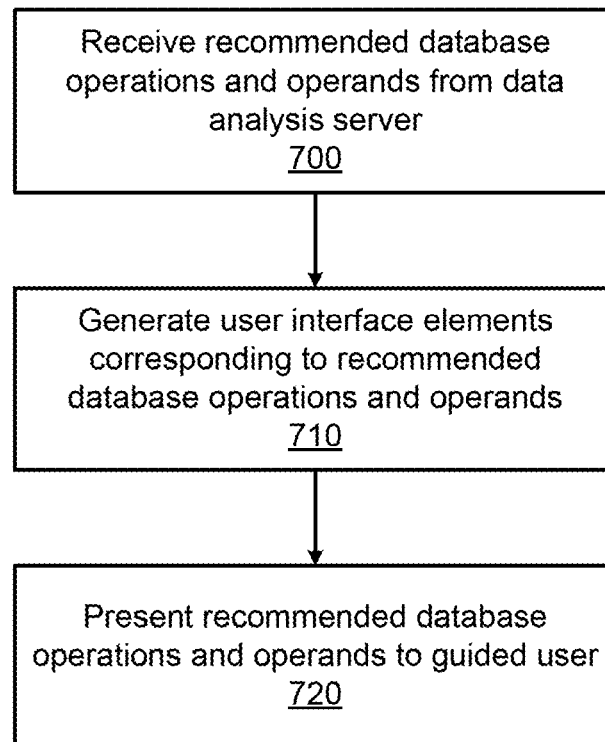 Receive recommended database
operations and operands from data
analysis server
700
Generate user interface elements
corresponding to recommended
database operations and operands
710
Present recommended database
operations and operands to guided user
720